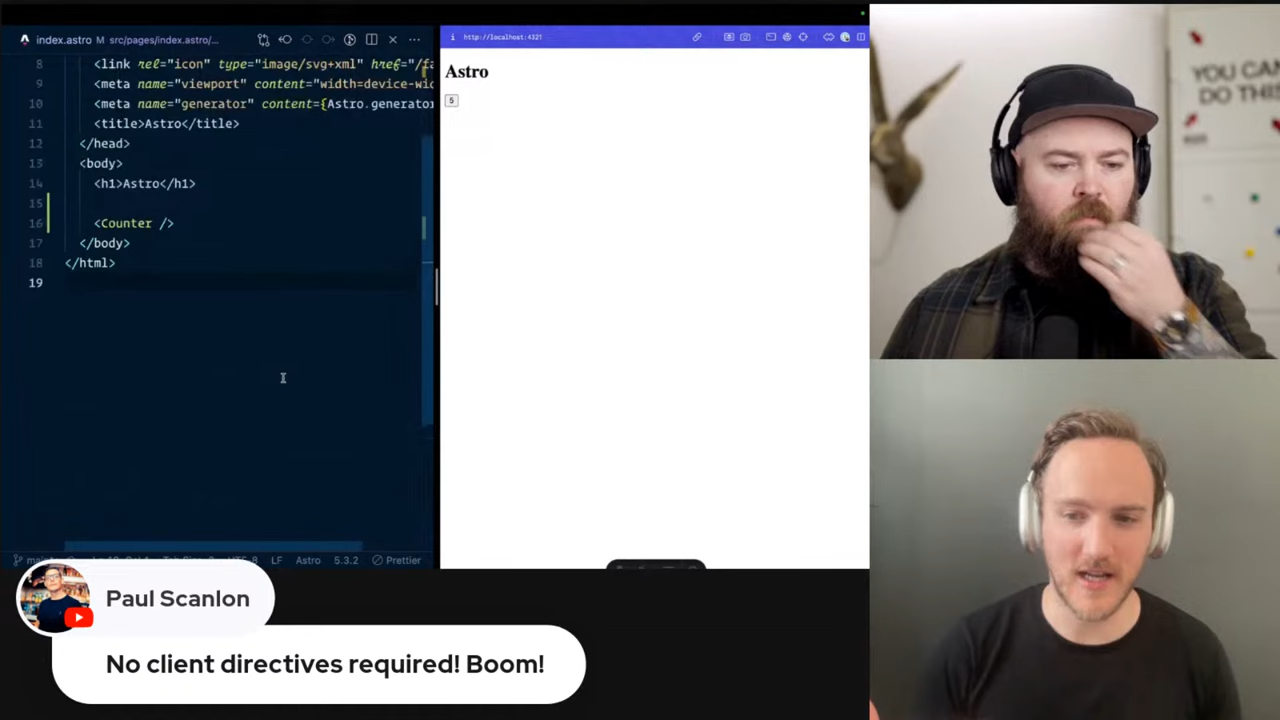 index.astro M src/pages/index.astro/...
http://localhost:4321
8 <link rel="icon" type="image/svg+xml" href="/fa
9 <meta name="viewport" content="width=device-wi
10 <meta name="generator" content={Astro.generator
11 <title>Astro</title>
12 </head>
13 <body>
14 <h1>Astro</h1>
15
16 <Counter />
17 </body>
18 </html>
19
LF Astro 5.3.2 Prettier
Astro
5
YOU CAN
DO THIS
Paul Scanlon
No client directives required! Boom!